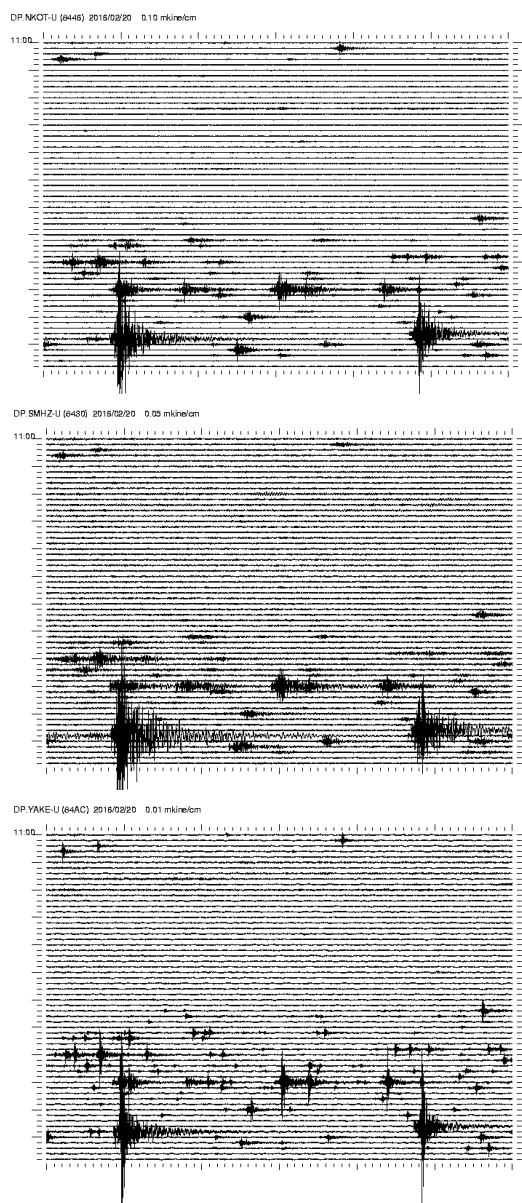 DP.NKOT-U (8446) 2016/02/20 0.10 mkine/cm
11:00
DP.SMHZ-U (8430) 2016/02/20 0.05 mkine/cm
11:00
DP.YAKE-U (84AC) 2016/02/20 0.01 mkine/cm
11:00